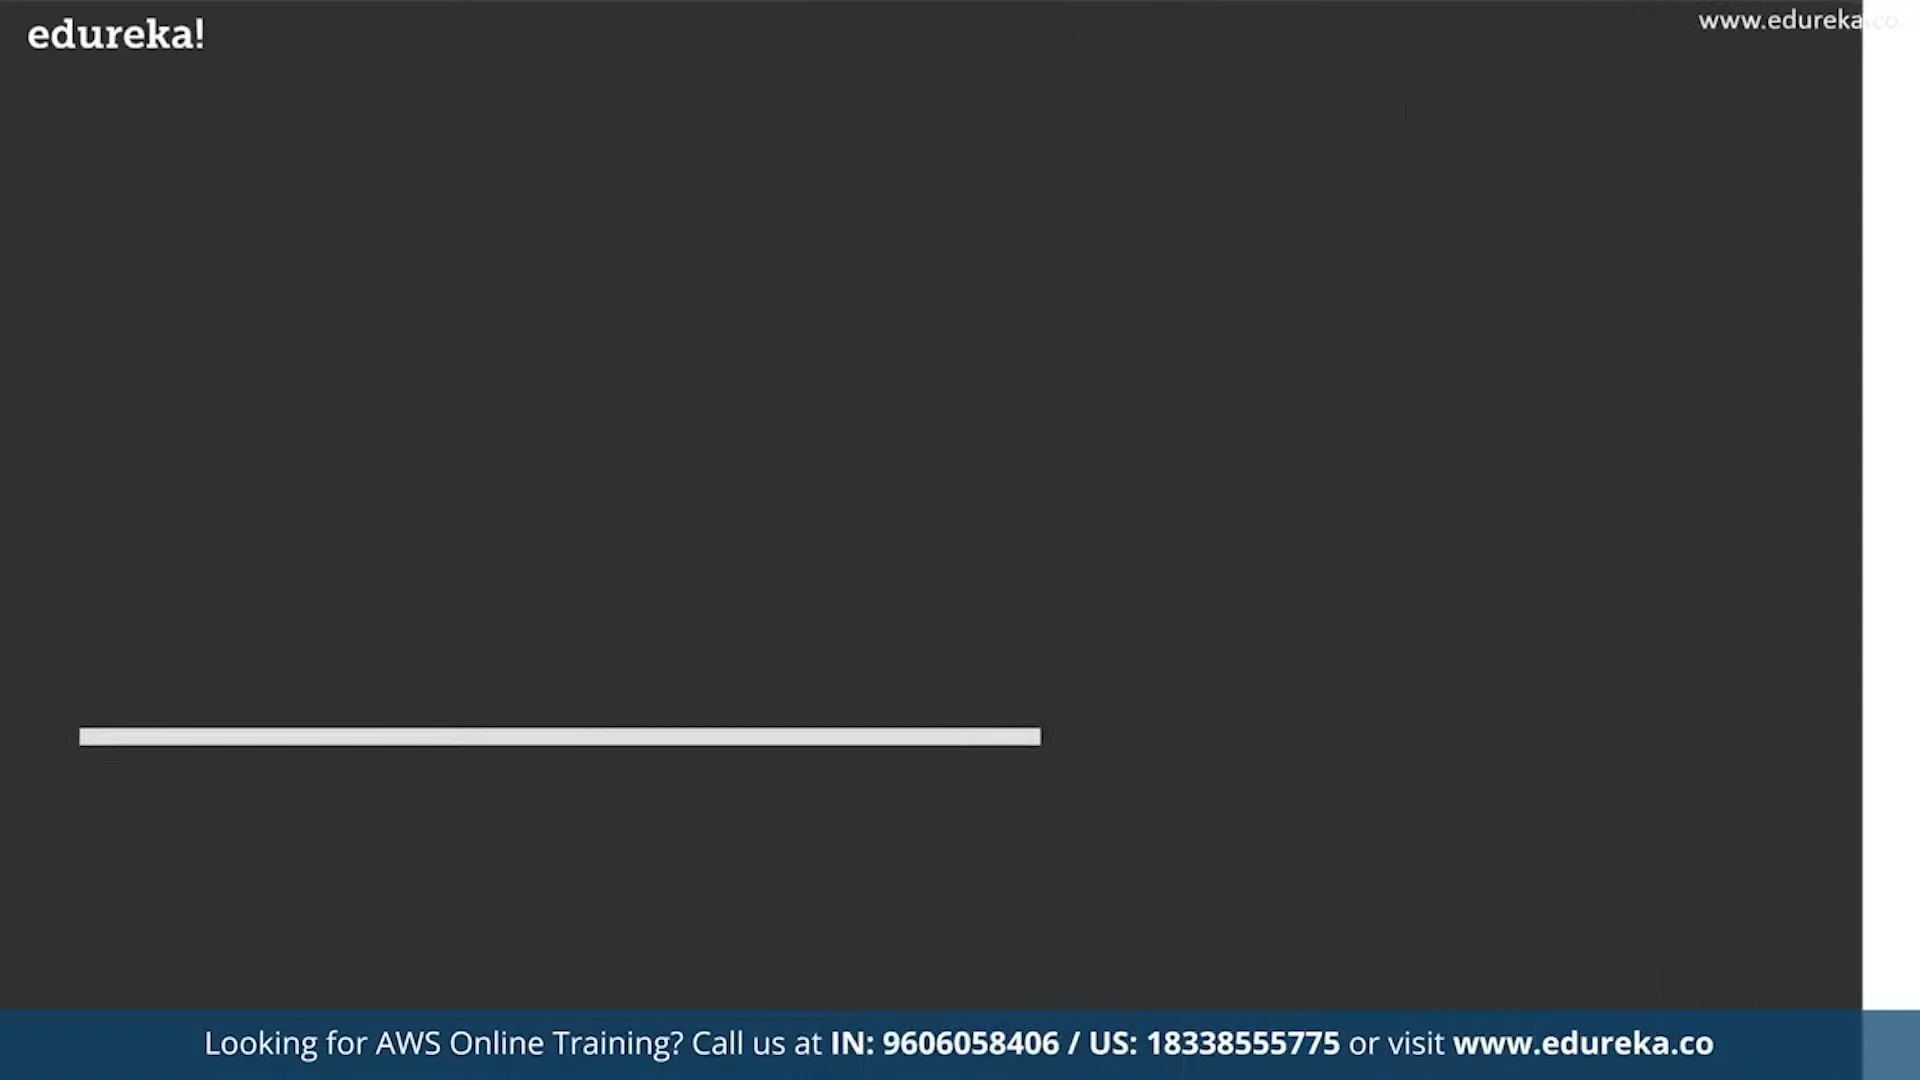 edureka!
www.edureka.co
Looking for AWS Online Training? Call us at IN: 9606058406 / US: 18338555775 or visit www.edureka.co